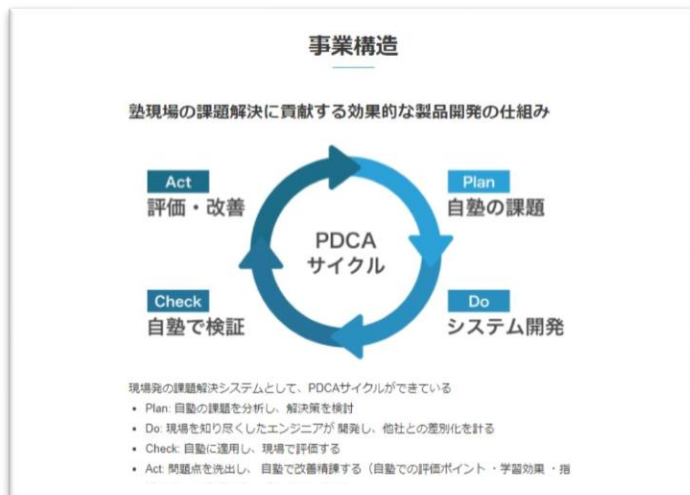 事業構造
塾現場の課題解決に貢献する効果的な製品開発の仕組み
Act
評価・改善
Plan
自塾の課題
PDCA
サイクル
Check
自塾で検証
Do
システム開発
現場発の課題解決システムとして、PDCAサイクルができている
• Plan: 自塾の課題を分析し、解決策を検討
• Do: 現場を知り尽くしたエンジニアが 開発し、他社との差別化を計る
• Check: 自塾に適用し、現場で評価する
• Act: 問題点を洗出し、 自塾で改善精錬する（自塾での評価ポイント ・学習効果 ・指